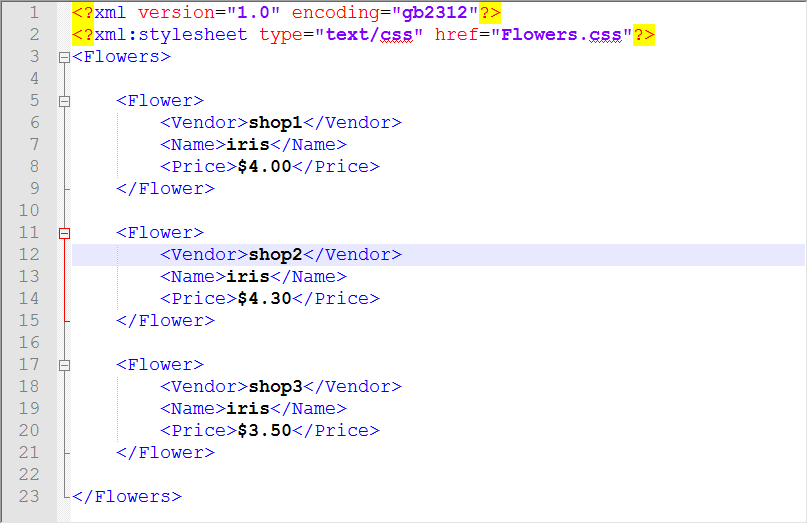 1 <?xml version="1.0" encoding="gb2312"?>
2 <?xml:stylesheet type="text/css" href="Flowers.css"?>
3 <Flowers>
4
5 <Flower>
6 <Vendor>shop1</Vendor>
7 <Name>iris</Name>
8 <Price>$4.00</Price>
9 </Flower>
10
11 <Flower>
12 <Vendor>shop2</Vendor>
13 <Name>iris</Name>
14 <Price>$4.30</Price>
15 </Flower>
16
17 <Flower>
18 <Vendor>shop3</Vendor>
19 <Name>iris</Name>
20 <Price>$3.50</Price>
21 </Flower>
22
23 </Flowers>